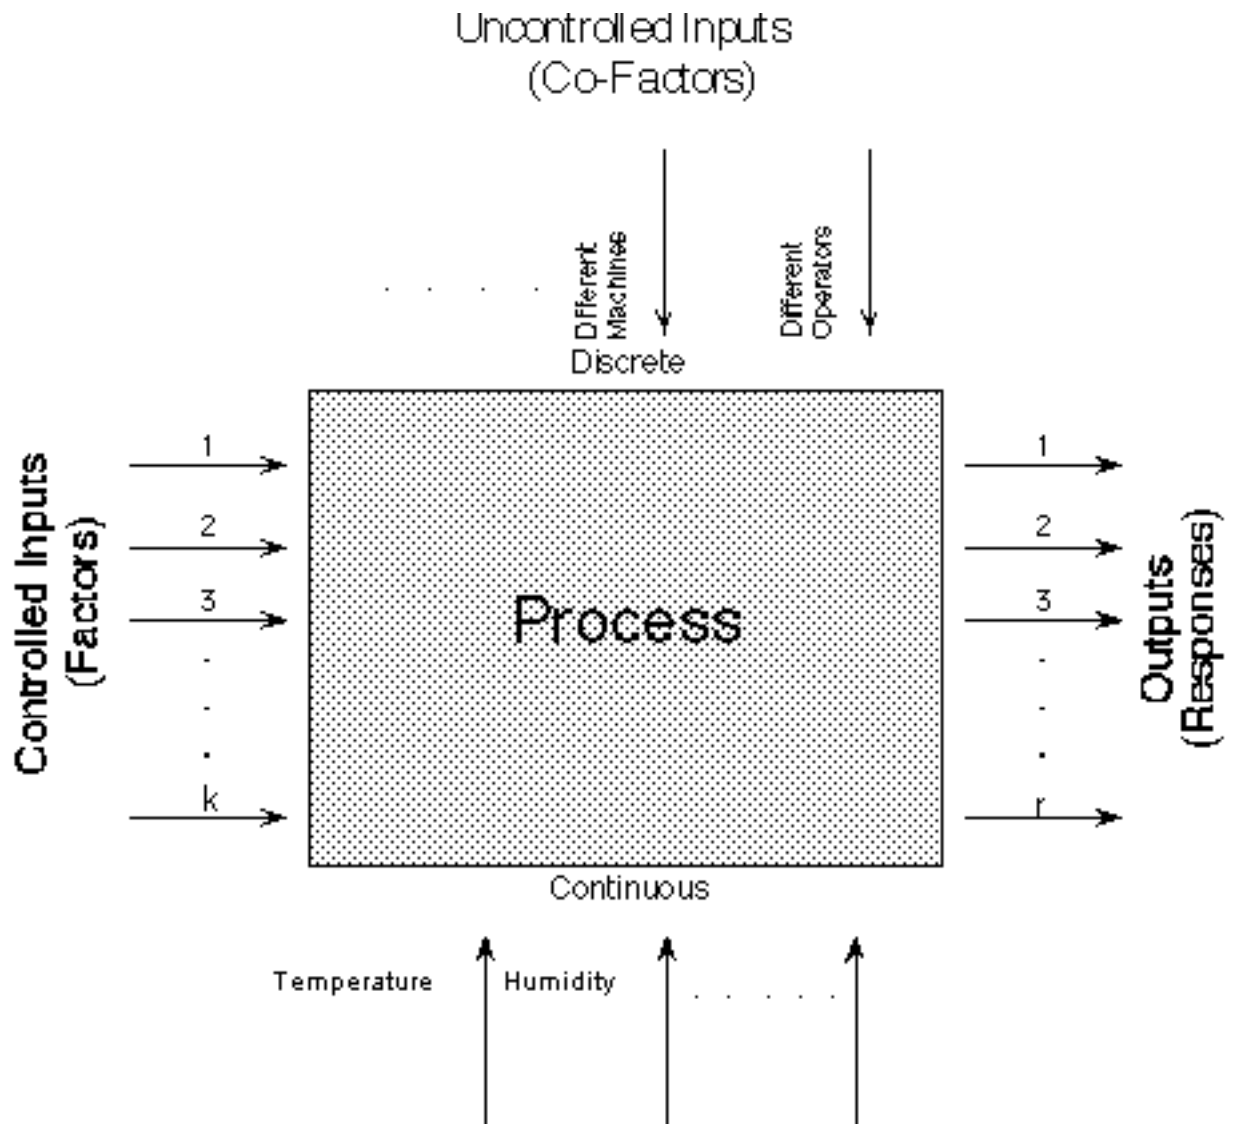 Uncontrolled Inputs
(Co-Factors)
Different
Machines
Different
Operators
Discrete
Controlled Inputs
(Factors)
1
2
3
k
Process
1
2
3
r
Outputs
(Responses)
Continuous
Temperature
Humidity